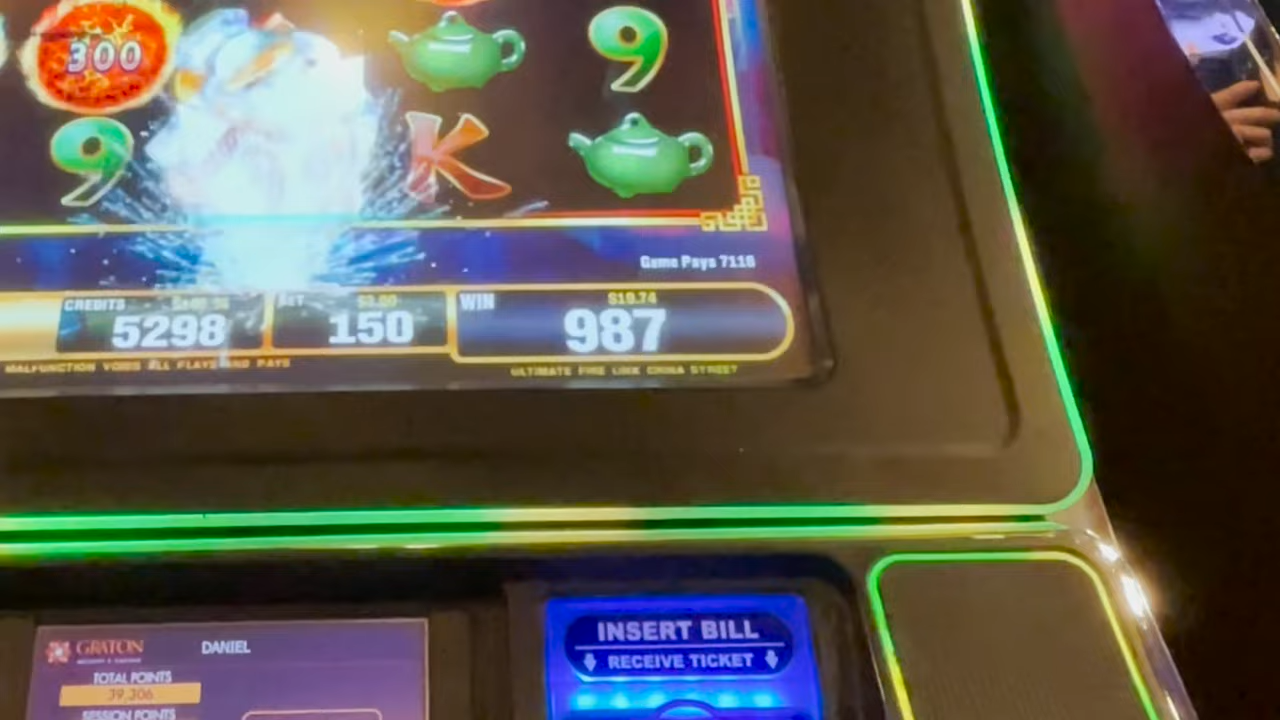 300
9
9
K
Game Pays 7116
CREDITS
5298
BET $3.00
150
WIN $19.74
987
MALFUNCTION VOIDS ALL PLAYS AND PAYS
ULTIMATE FIRE LINK CHINA STREET
INSERT BILL
RECEIVE TICKET
GRATON
DANIEL
TOTAL POINTS
39,306
SESSION POINTS